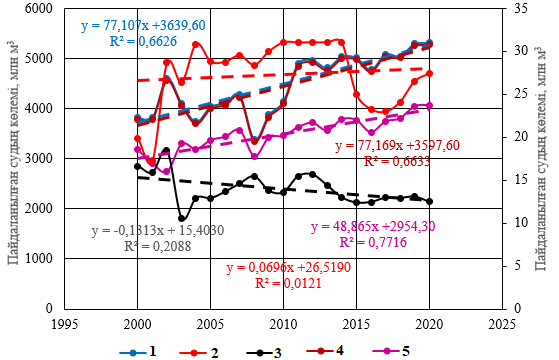 6000
5000
4000
3000
2000
1000
0
35
30
25
20
15
10
5
0
Пайдаланылған судың көлемі, млн м³
Пайдаланылған судың көлемі, млн м³
y = 77,107x +3639,60
R² = 0,6626
y = 77,169x +3597,60
R² = 0,6633
y = -0,1313x + 15,4030
R² = 0,2088
y = 48,865x +2954,30
R² = 0,7716
y = 0,0696x +26,5190
R² = 0,0121
1995
2000
2005
2010
2015
2020
2025
1
2
3
4
5